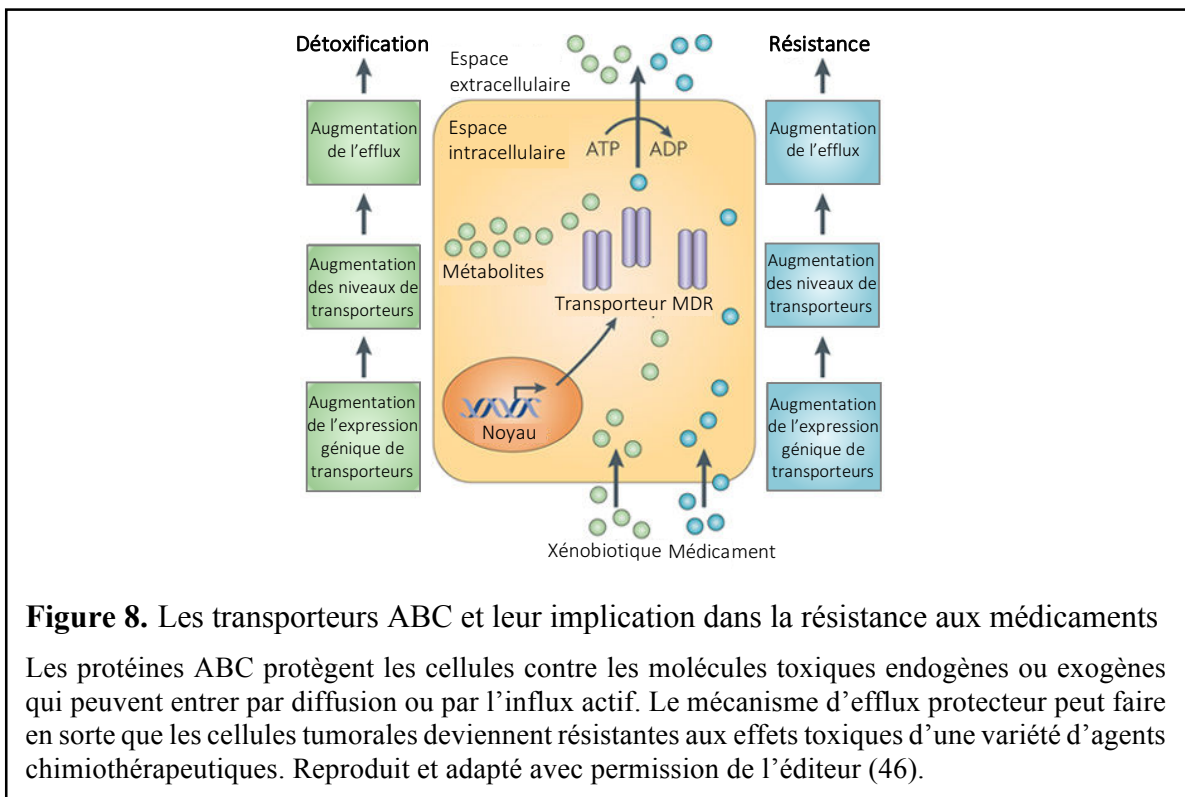 Détoxification
Augmentation
de l'efflux
Augmentation
des niveaux de
transporteurs
Augmentation
de l'expression
génique de
transporteurs
Espace
extracellulaire
Espace
intracellulaire
ATP
ADP
Métabolites
Transporteur MDR
Noyau
Xénobiotique
Médicament
Résistance
Augmentation
de l'efflux
Augmentation
des niveaux de
transporteurs
Augmentation
de l'expression
génique de
transporteurs
Figure 8. Les transporteurs ABC et leur implication dans la résistance aux médicaments
Les protéines ABC protègent les cellules contre les molécules toxiques endogènes ou exogènes
qui peuvent entrer par diffusion ou par l'influx actif. Le mécanisme d'efflux protecteur peut faire
en sorte que les cellules tumorales deviennent résistantes aux effets toxiques d'une variété d'agents
chimiothérapeutiques. Reproduit et adapté avec permission de l'éditeur (46).